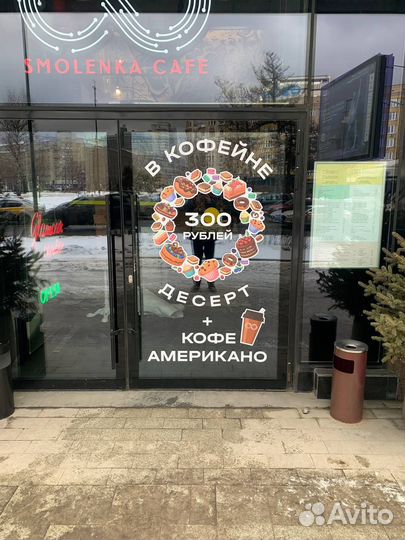 SMOLENKA CAFE
В КОФЕЙНЕ
300
РУБЛЕЙ
ДЕСЕРТ
+
КОФЕ
АМЕРИКАНО
OPEN
Avito